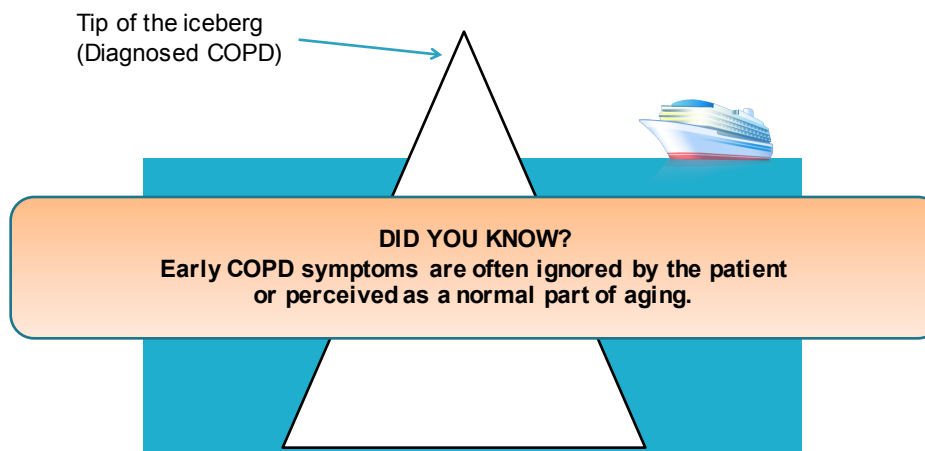 Tip of the iceberg
(Diagnosed COPD)
DID YOU KNOW?
Early COPD symptoms are often ignored by the patient
or perceived as a normal part of aging.